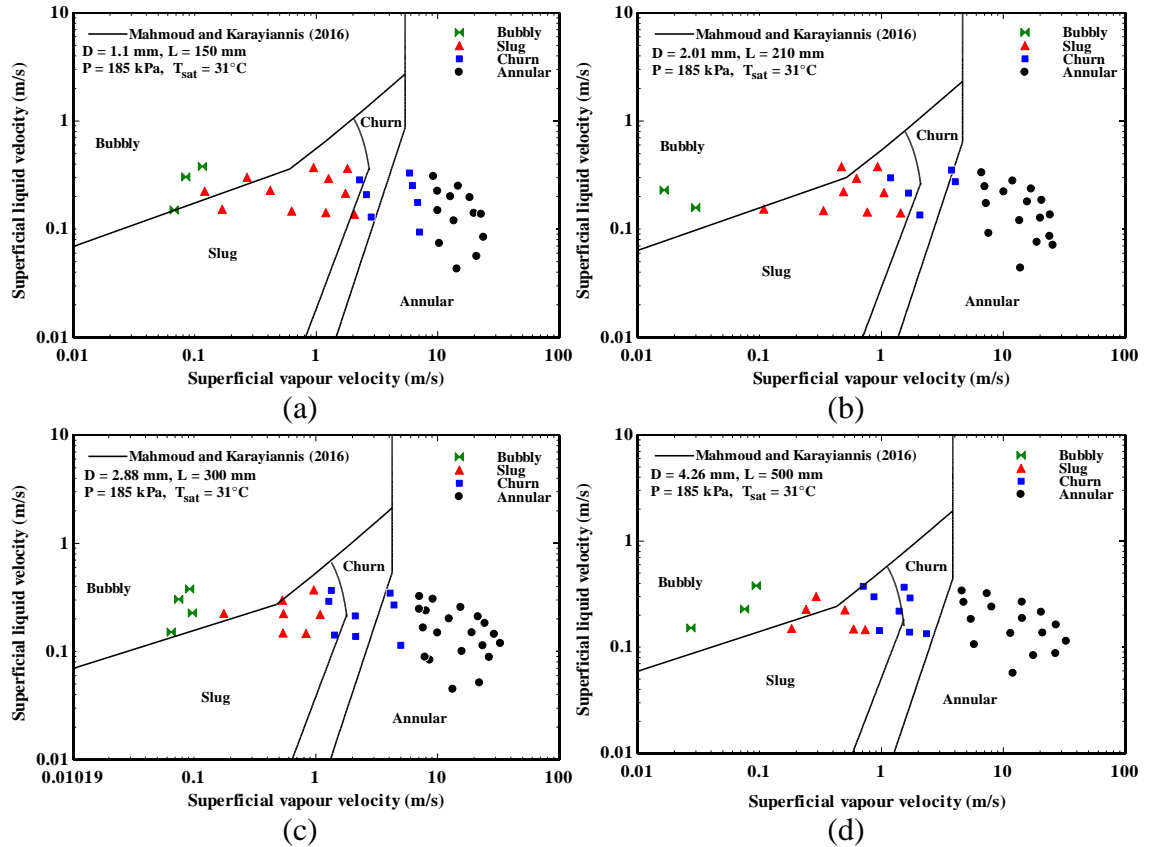 10
Mahmoud and Karayiannis (2016)
D = 1.1 mm, L = 150 mm
P = 185 kPa, T_sat = 31°C
Bubbly
Slug
Churn
Annular
1
0.1
0.01
Superficial liquid velocity (m/s)
Bubbly
Churn
Slug
Annular
0.01 0.1 1 10 100
Superficial vapour velocity (m/s)
(a)
10
Mahmoud and Karayiannis (2016)
D = 2.01 mm, L = 210 mm
P = 185 kPa, T_sat = 31°C
Bubbly
Slug
Churn
Annular
1
0.1
0.01
Superficial liquid velocity (m/s)
Bubbly
Churn
Slug
Annular
0.01 0.1 1 10 100
Superficial vapour velocity (m/s)
(b)
10
Mahmoud and Karayiannis (2016)
D = 2.88 mm, L = 300 mm
P = 185 kPa, T_sat = 31°C
Bubbly
Slug
Churn
Annular
1
0.1
0.01
Superficial liquid velocity (m/s)
Bubbly
Churn
Slug
Annular
0.01019 0.1 1 10 100
Superficial vapour velocity (m/s)
(c)
10
Mahmoud and Karayiannis (2016)
D = 4.26 mm, L = 500 mm
P = 185 kPa, T_sat = 31°C
Bubbly
Slug
Churn
Annular
1
0.1
0.01
Superficial liquid velocity (m/s)
Bubbly
Churn
Slug
Annular
0.01 0.1 1 10 100
Superficial vapour velocity (m/s)
(d)